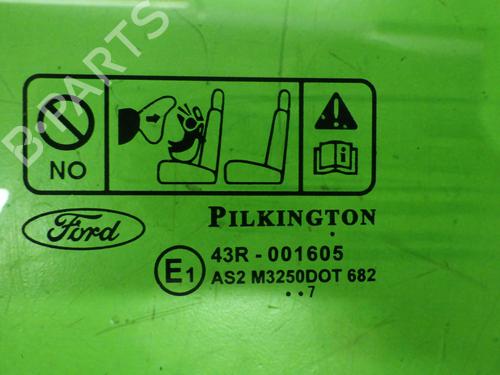 B-PARTS
NO
i
Ford
PILKINGTON
E1
43R - 001605
AS2 M3250DOT 682
• • 7